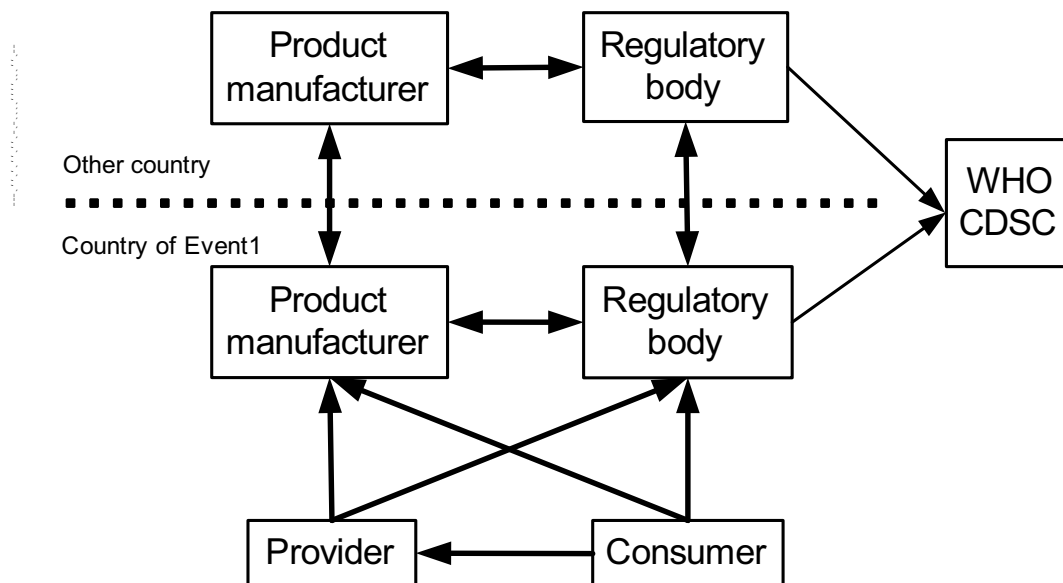 Product
manufacturer
Regulatory
body
Other country
WHO
CDSC
Country of Event1
Product
manufacturer
Regulatory
body
Provider
Consumer